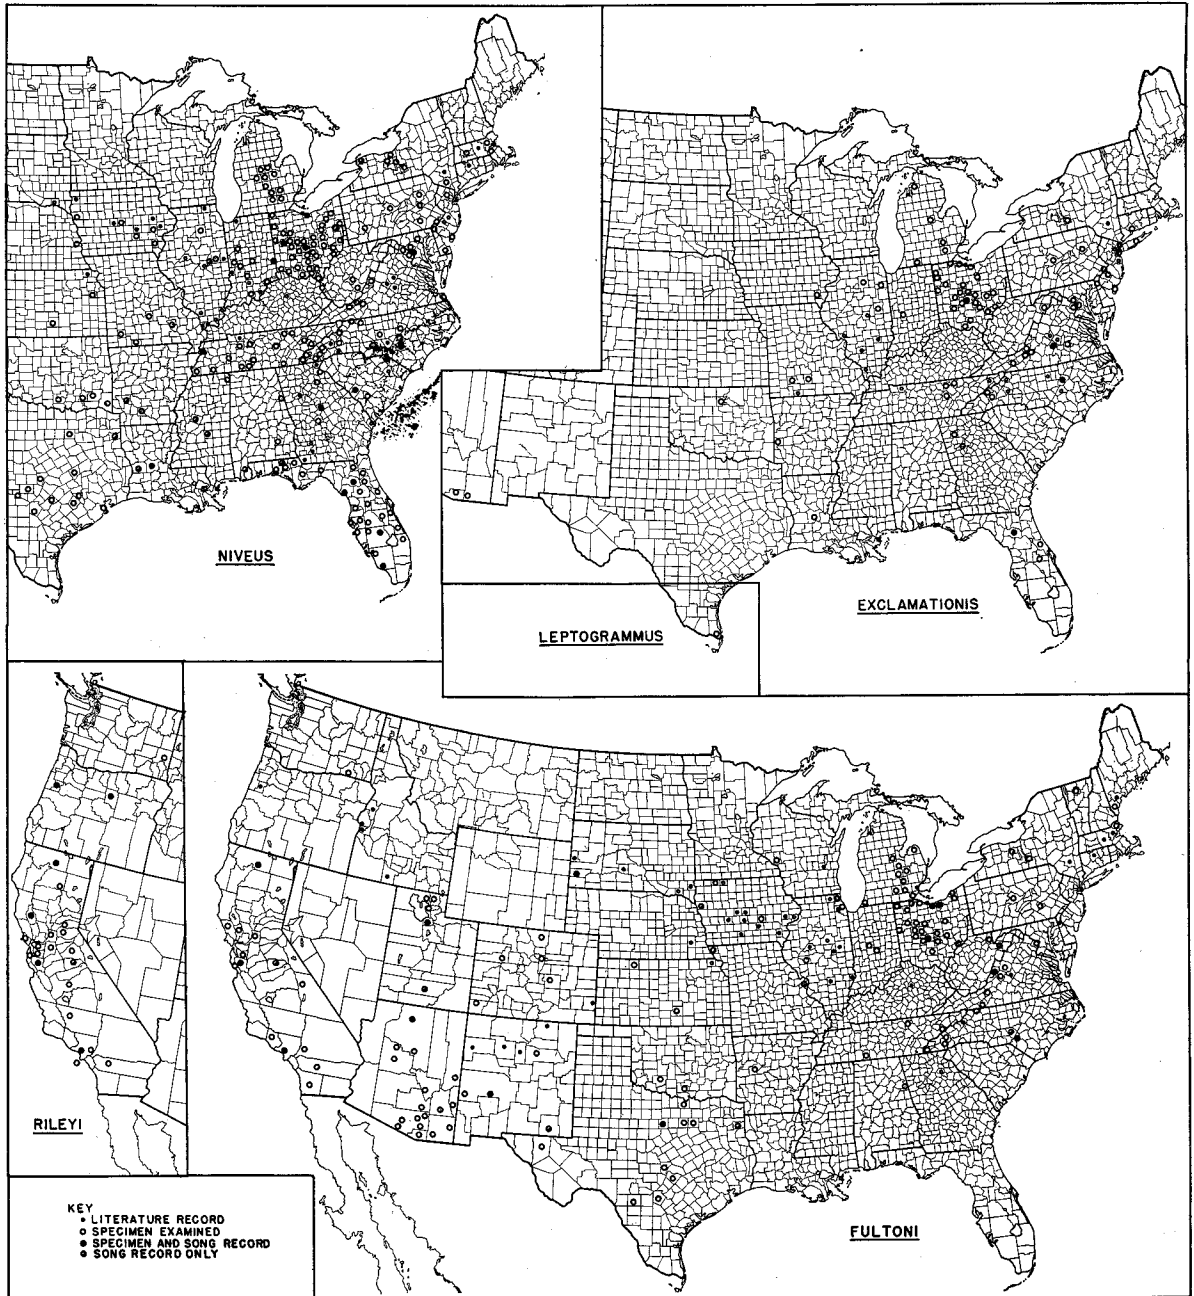 NIVEUS
EXCLAMATIONIS
LEPTOGRAMMUS
RILEYI
FULTONI
KEY
LITERATURE RECORD
SPECIMEN EXAMINED
SPECIMEN AND SONG RECORD
SONG RECORD ONLY